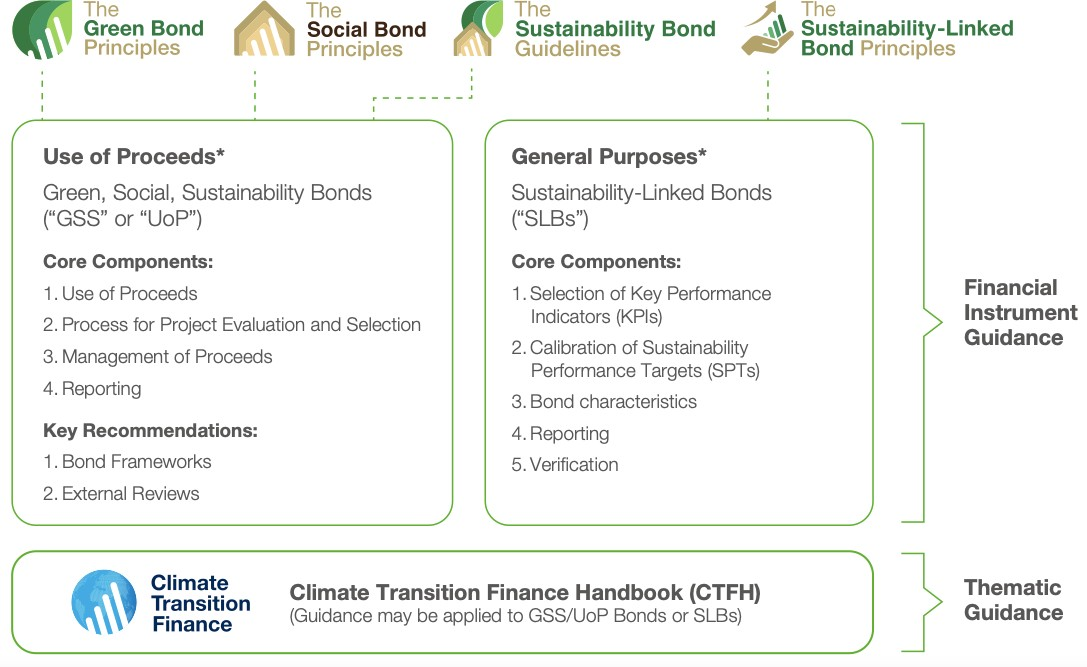 The
Green Bond
Principles
The
Social Bond
Principles
The
Sustainability Bond
Guidelines
The
Sustainability-Linked
Bond Principles
Use of Proceeds*
Green, Social, Sustainability Bonds
(“GSS” or “UoP”)
Core Components:
1. Use of Proceeds
2. Process for Project Evaluation and Selection
3. Management of Proceeds
4. Reporting
Key Recommendations:
1. Bond Frameworks
2. External Reviews
General Purposes*
Sustainability-Linked Bonds
(“SLBs”)
Core Components:
1. Selection of Key Performance
Indicators (KPIs)
2. Calibration of Sustainability
Performance Targets (SPTs)
3. Bond characteristics
4. Reporting
5. Verification
Financial
Instrument
Guidance
Climate
Transition
Finance
Climate Transition Finance Handbook (CTFH)
(Guidance may be applied to GSS/UoP Bonds or SLBs)
Thematic
Guidance